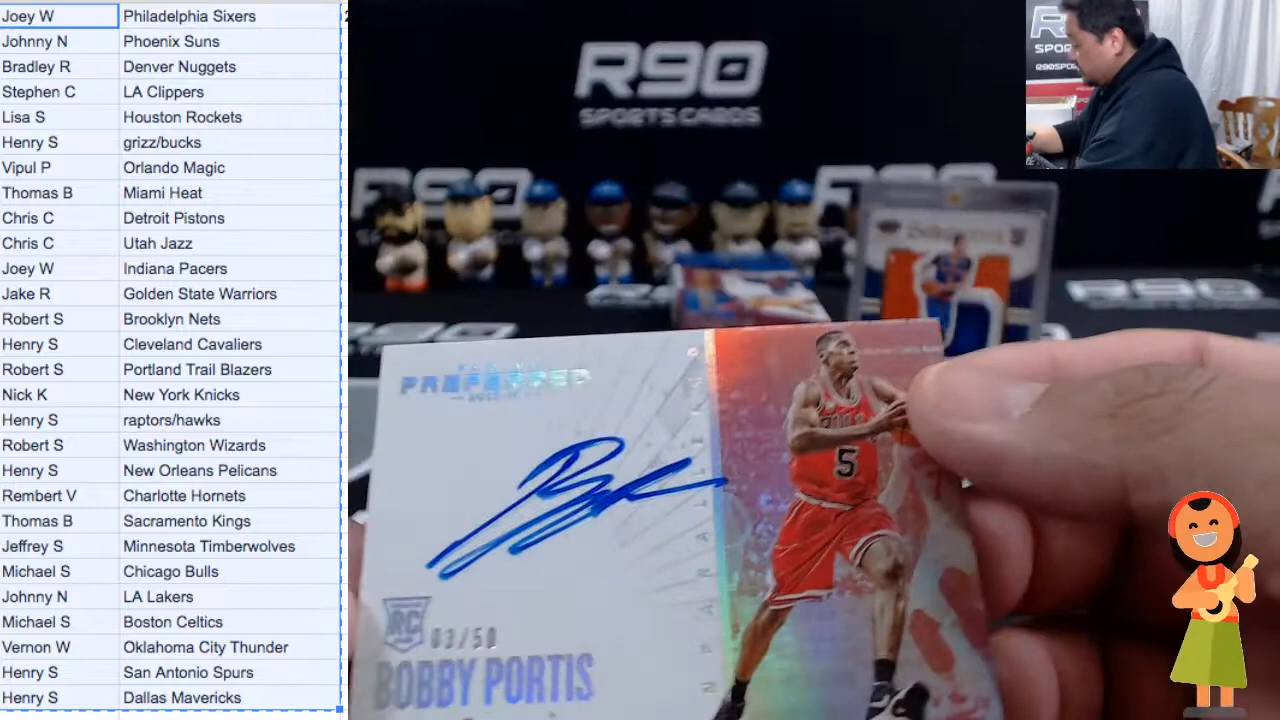 Joey W Philadelphia Sixers
Johnny N Phoenix Suns
Bradley R Denver Nuggets
Stephen C LA Clippers
Lisa S Houston Rockets
Henry S grizz/bucks
Vipul P Orlando Magic
Thomas B Miami Heat
Chris C Detroit Pistons
Chris C Utah Jazz
Joey W Indiana Pacers
Jake R Golden State Warriors
Robert S Brooklyn Nets
Henry S Cleveland Cavaliers
Robert S Portland Trail Blazers
Nick K New York Knicks
Henry S raptors/hawks
Robert S Washington Wizards
Henry S New Orleans Pelicans
Rembert V Charlotte Hornets
Thomas B Sacramento Kings
Jeffrey S Minnesota Timberwolves
Michael S Chicago Bulls
Johnny N LA Lakers
Michael S Boston Celtics
Vernon W Oklahoma City Thunder
Henry S San Antonio Spurs
Henry S Dallas Mavericks
R90
SPORTS CARDS
PREFERRED
BULLS
5
RC
03/50
BOBBY PORTIS